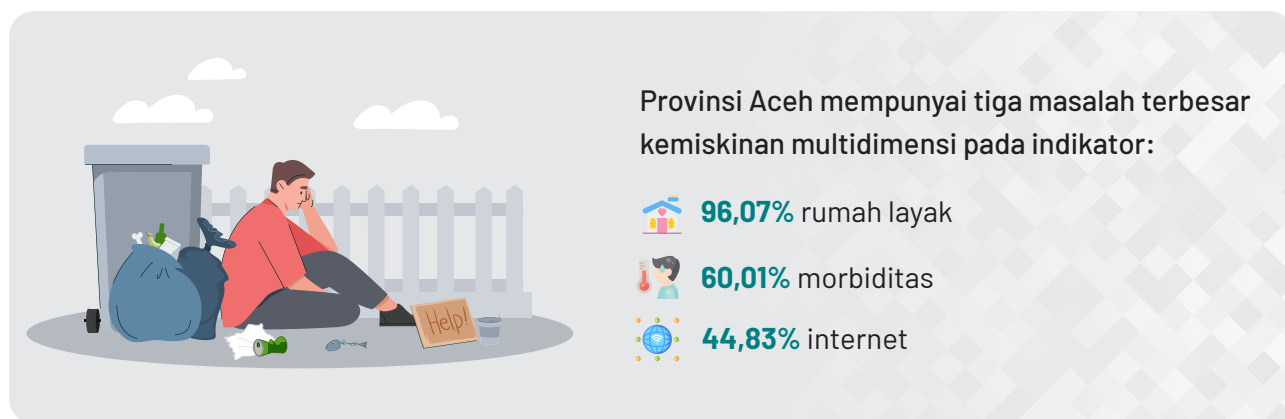 Provinsi Aceh mempunyai tiga masalah terbesar
kemiskinan multidimensi pada indikator:
96,07% rumah layak
60,01% morbiditas
44,83% internet
Help!